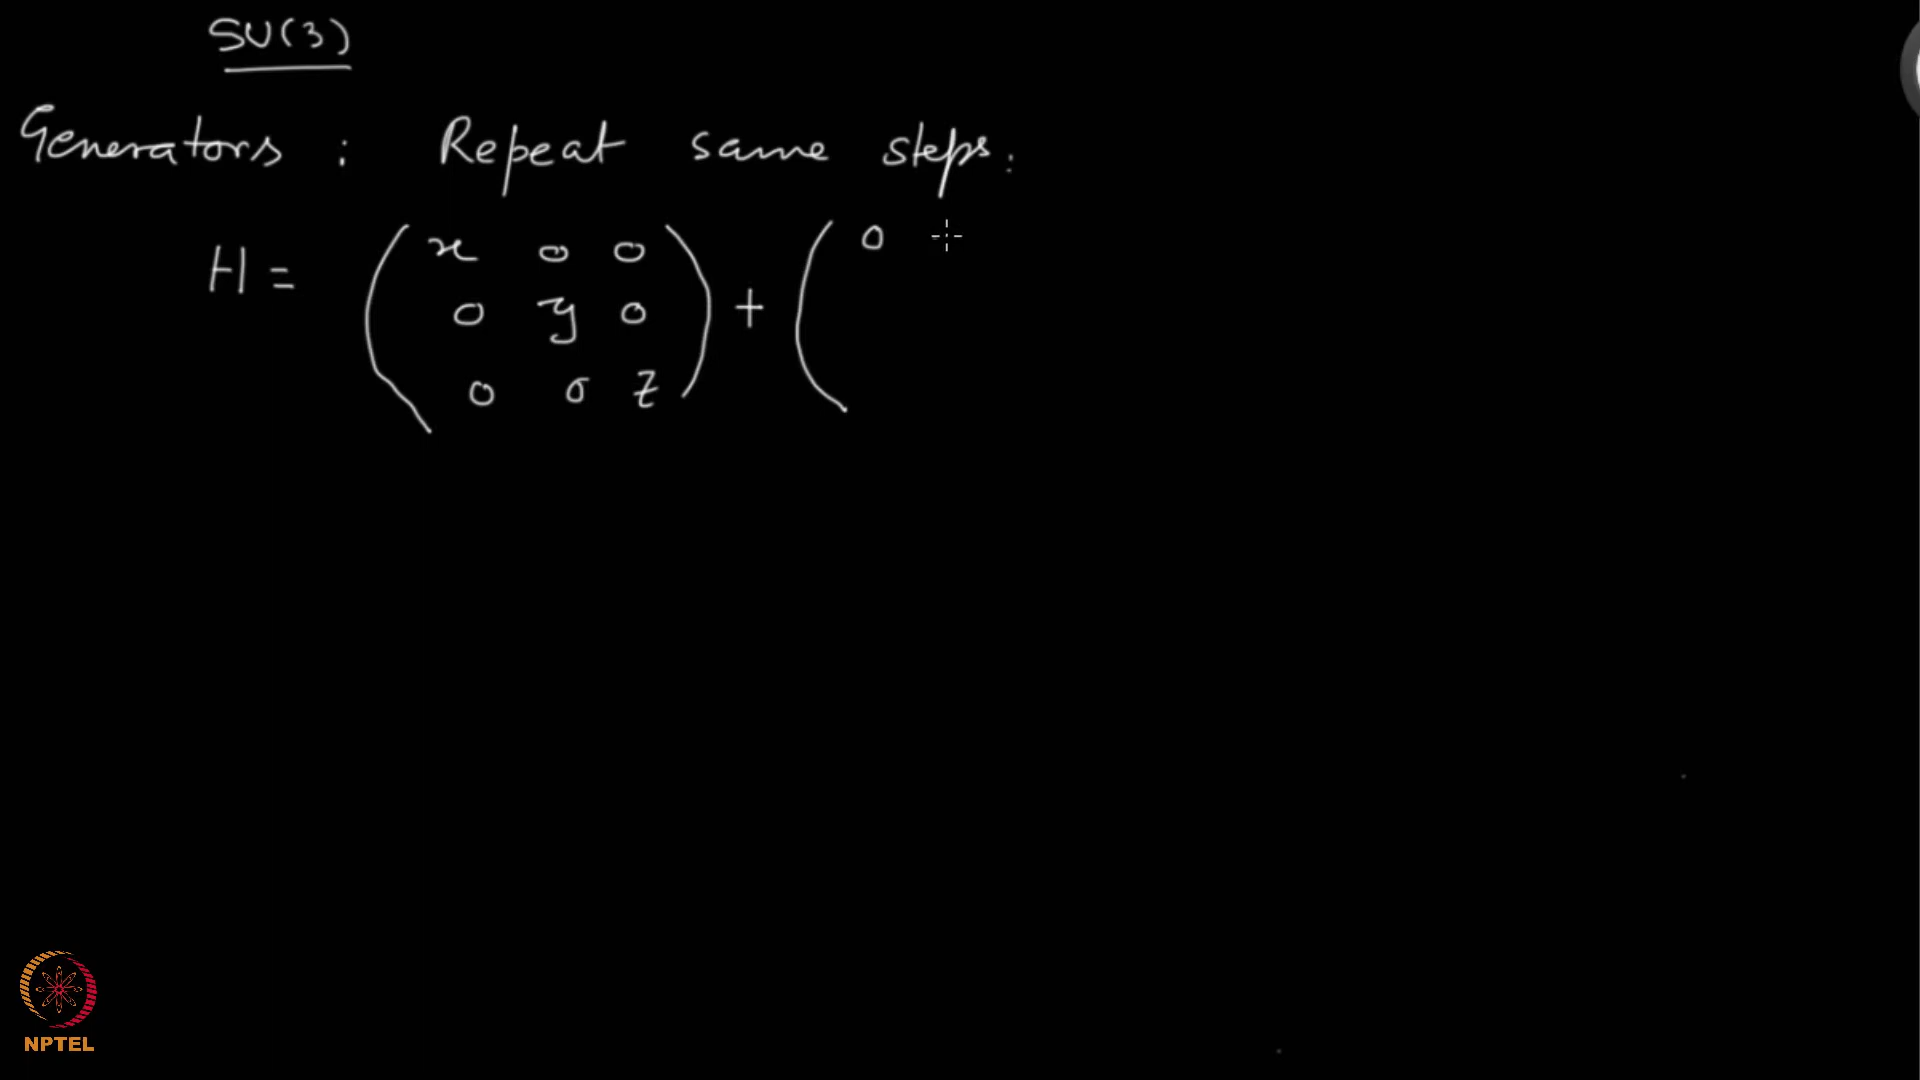 SU(3)
Generators : Repeat same steps :
H = ( x 0 0
0 y 0
0 0 z ) + ( 0
NPTEL